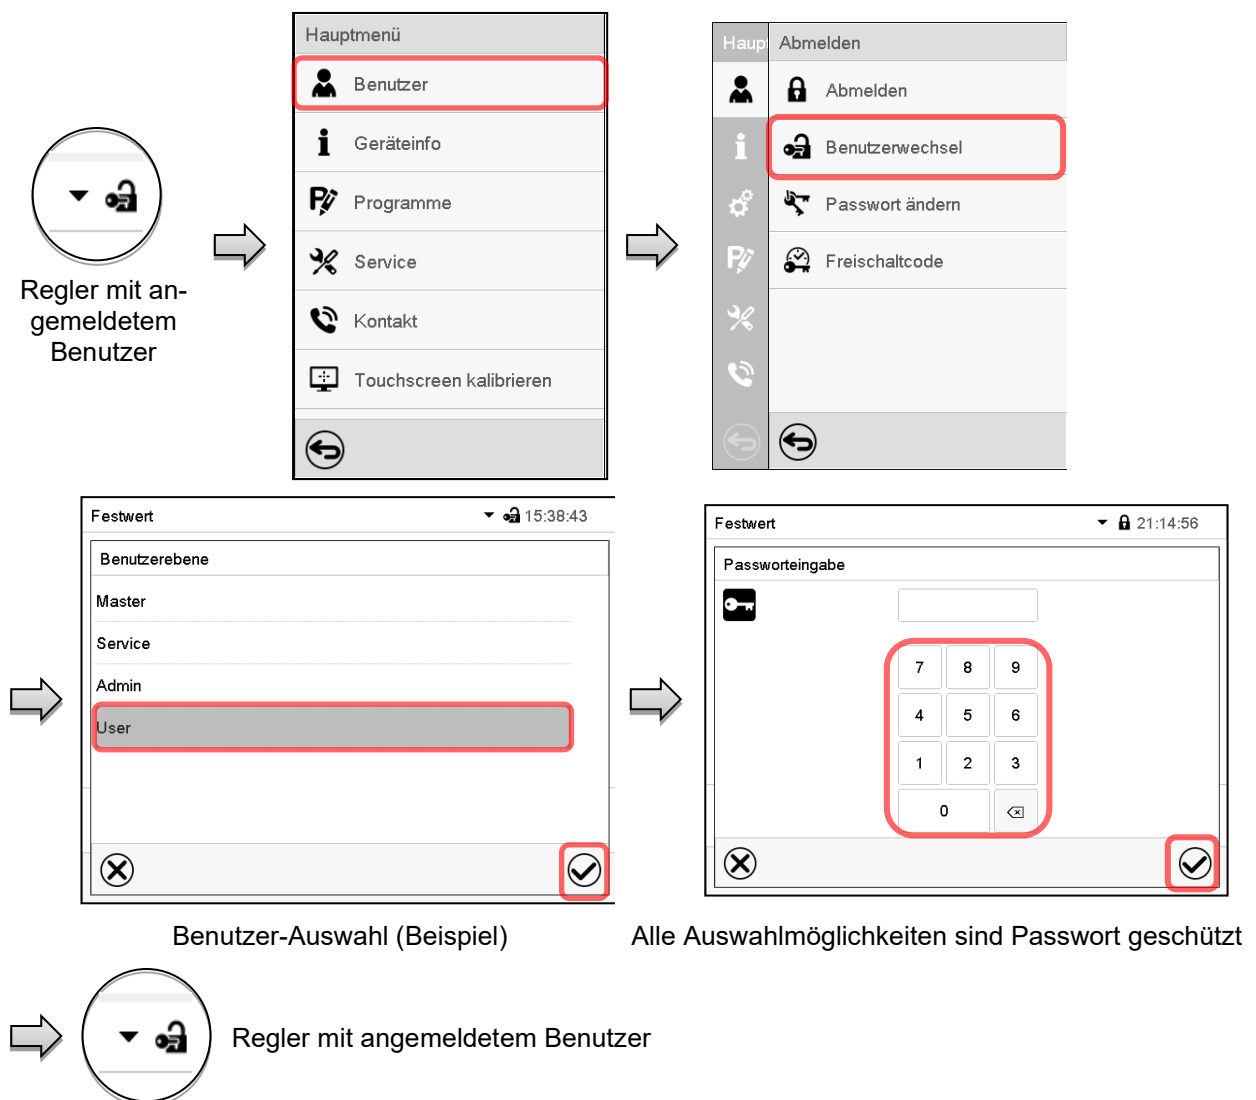 Regler mit an-
gemeldetem
Benutzer
Hauptmenü
Benutzer
Geräteinfo
Programme
Service
Kontakt
Touchscreen kalibrieren
Haup
Abmelden
Abmelden
Benutzerwechsel
Passwort ändern
Freischaltcode
Festwert 15:38:43
Benutzerebene
Master
Service
Admin
User
Benutzer-Auswahl (Beispiel)
Festwert 21:14:56
Passworteingabe
7 8 9
4 5 6
1 2 3
0
Alle Auswahlmöglichkeiten sind Passwort geschützt
Regler mit angemeldetem Benutzer